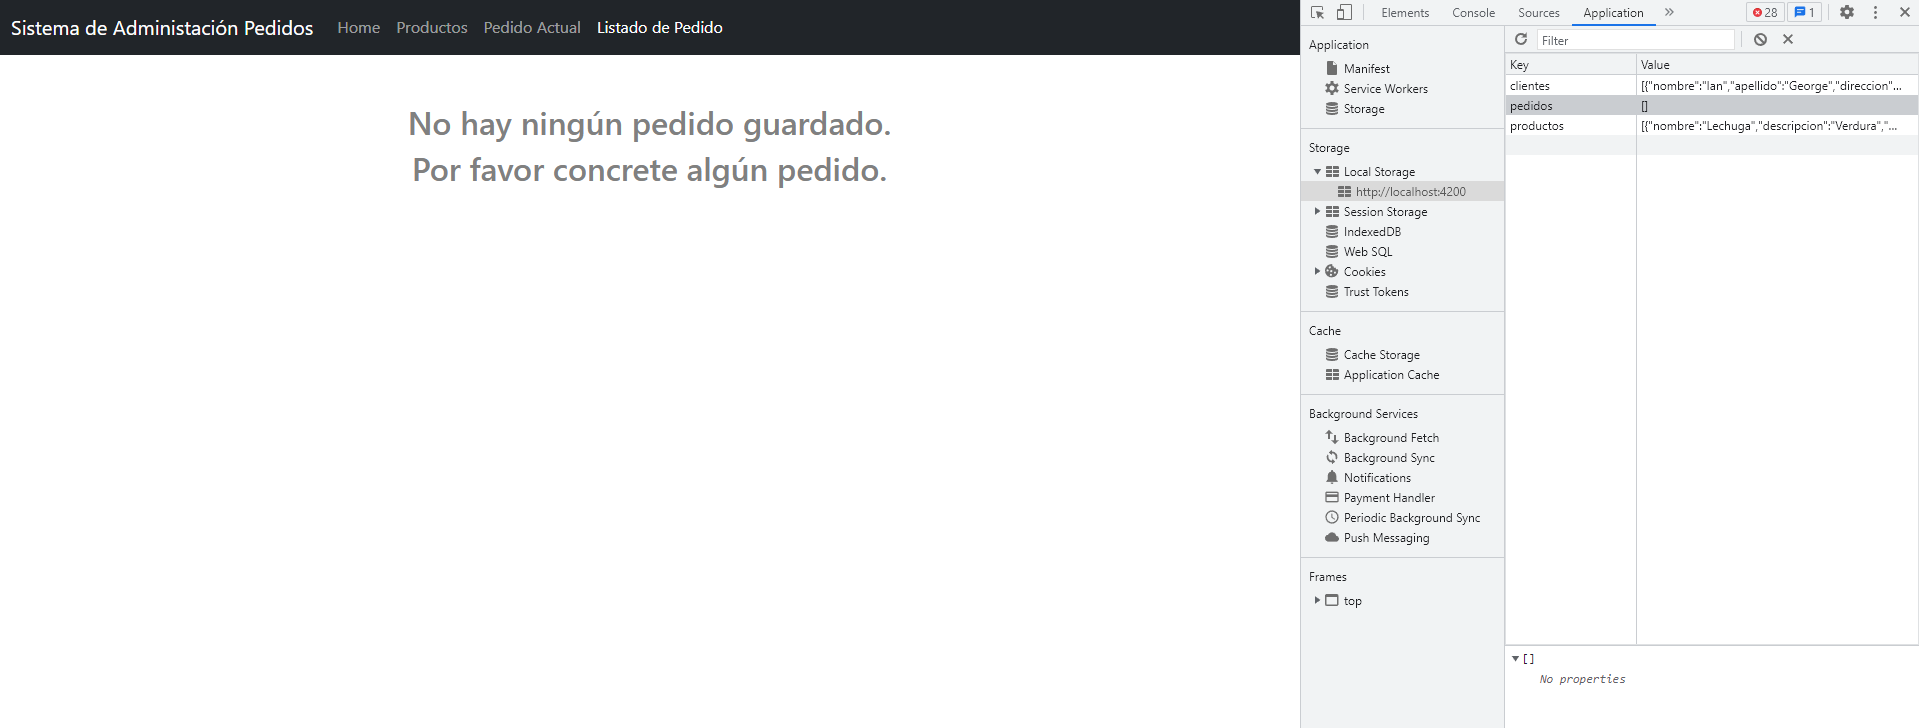 Sistema de Administación Pedidos Home Productos Pedido Actual Listado de Pedido
No hay ningún pedido guardado.
Por favor concrete algún pedido.
Elements Console Sources Application » 28 1
Application
Manifest
Service Workers
Storage
Storage
Local Storage
http://localhost:4200
Session Storage
IndexedDB
Web SQL
Cookies
Trust Tokens
Cache
Cache Storage
Application Cache
Background Services
Background Fetch
Background Sync
Notifications
Payment Handler
Periodic Background Sync
Push Messaging
Frames
top
Filter
Key Value
clientes [{"nombre":"Ian","apellido":"George","direccion"...
pedidos []
productos [{"nombre":"Lechuga","descripcion":"Verdura","...
[]
No properties